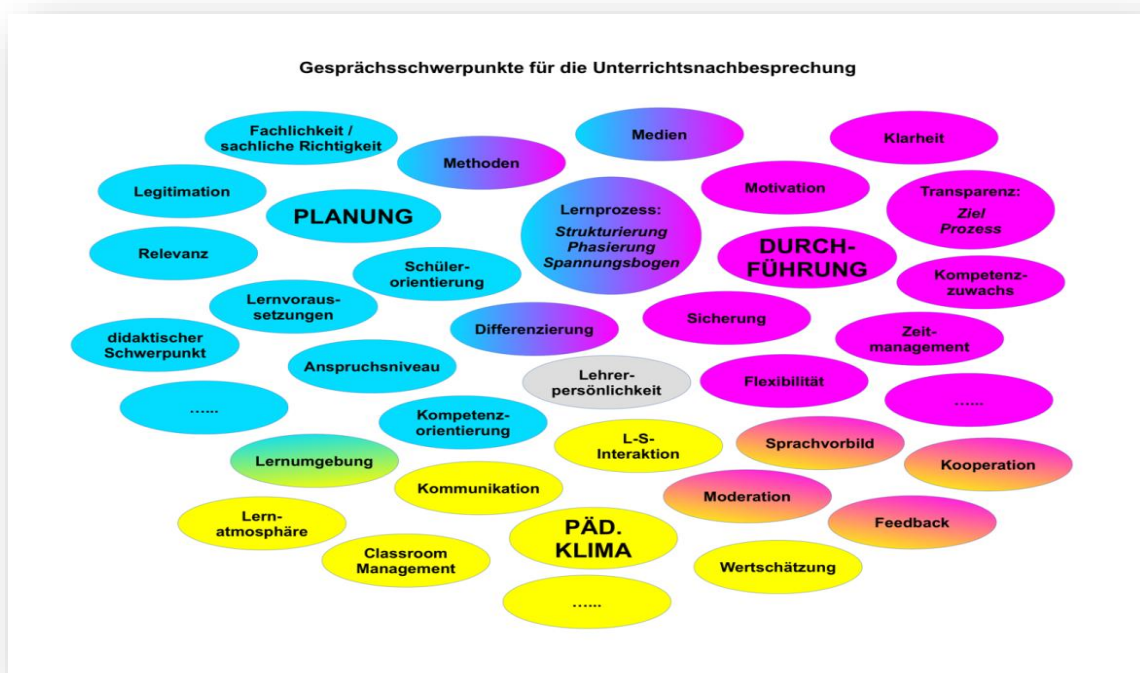 Gesprächsschwerpunkte für die Unterrichtsnachbesprechung
Fachlichkeit /
sachliche Richtigkeit
Methoden
Medien
Klarheit
Legitimation
PLANUNG
Lernprozess:
Strukturierung
Phasierung
Spannungsbogen
Motivation
Transparenz:
Ziel
Prozess
Relevanz
Schüler-
orientierung
DURCH-
FÜHRUNG
Kompetenz-
zuwachs
Lernvoraus-
setzungen
Differenzierung
Sicherung
Zeit-
management
didaktischer
Schwerpunkt
Anspruchsniveau
Lehrer-
persönlichkeit
Flexibilität
…...
…...
Kompetenz-
orientierung
L-S-
Interaktion
Sprachvorbild
Kooperation
Lernumgebung
Kommunikation
Moderation
Feedback
Lern-
atmosphäre
Classroom
Management
PÄD.
KLIMA
Wertschätzung
…...